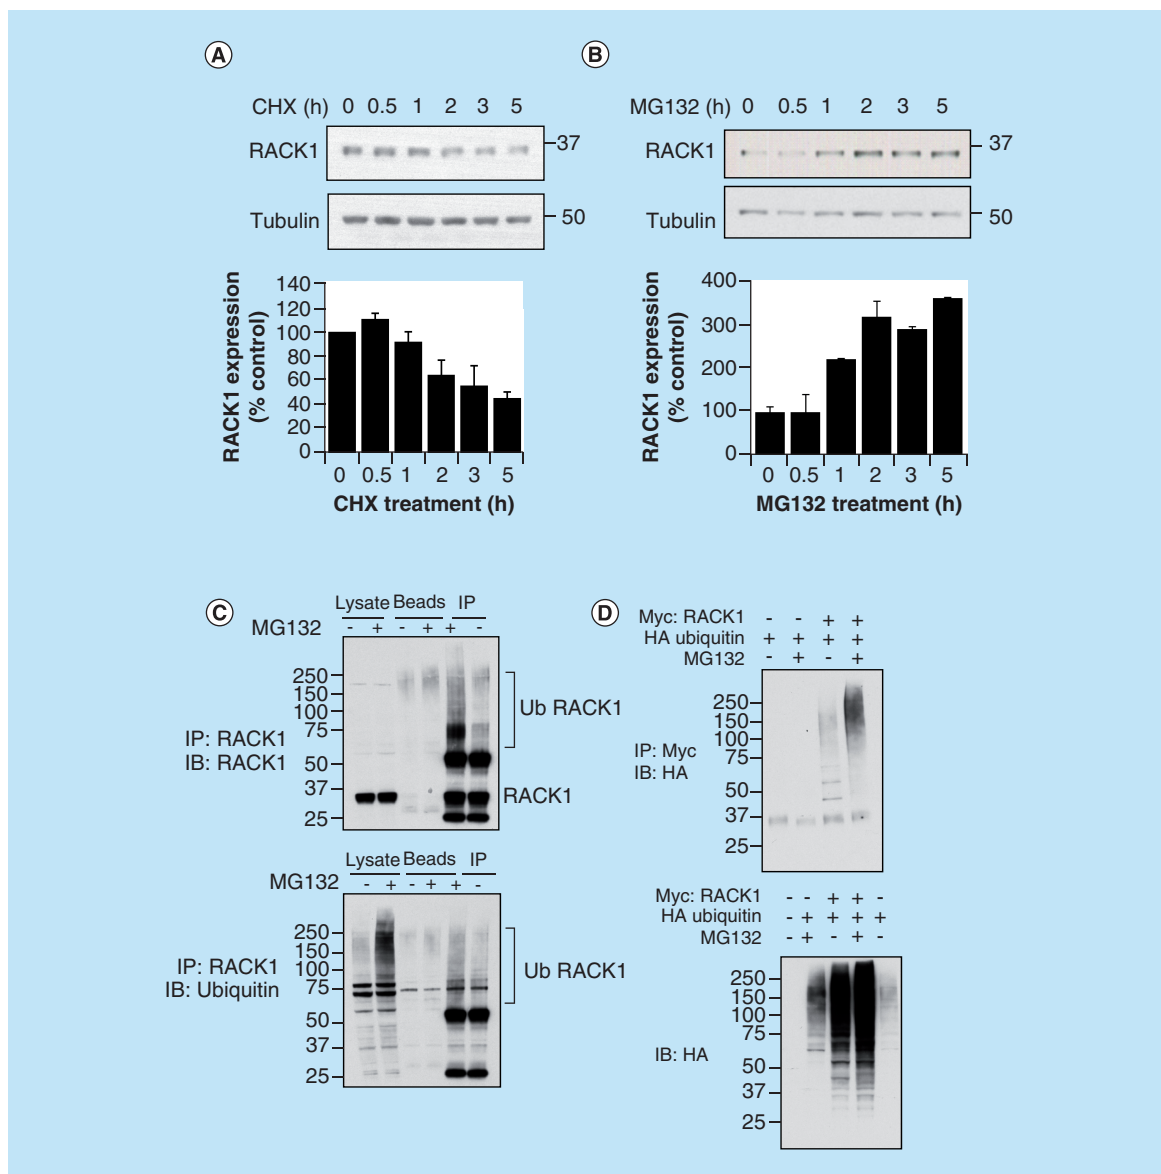 A
CHX (h) 0 0.5 1 2 3 5
RACK1
37
Tubulin
50
RACK1 expression
(% control)
140
120
100
80
60
40
20
0
0 0.5 1 2 3 5
CHX treatment (h)
B
MG132 (h) 0 0.5 1 2 3 5
RACK1
37
Tubulin
50
RACK1 expression
(% control)
400
300
200
100
0
0 0.5 1 2 3 5
MG132 treatment (h)
C
Lysate Beads IP
MG132 - + - + + -
250
150
100
75
50
37
25
IP: RACK1
IB: RACK1
Ub RACK1
RACK1
Lysate Beads IP
MG132 - + - + + -
250
150
100
75
50
37
25
IP: RACK1
IB: Ubiquitin
Ub RACK1
D
Myc: RACK1 - - + +
HA ubiquitin + + + +
MG132 - + - +
250
150
100
75
50
37
25
IP: Myc
IB: HA
Myc: RACK1 - - + + -
HA ubiquitin - + + + +
MG132 - + - + -
250
150
100
75
50
37
25
IB: HA